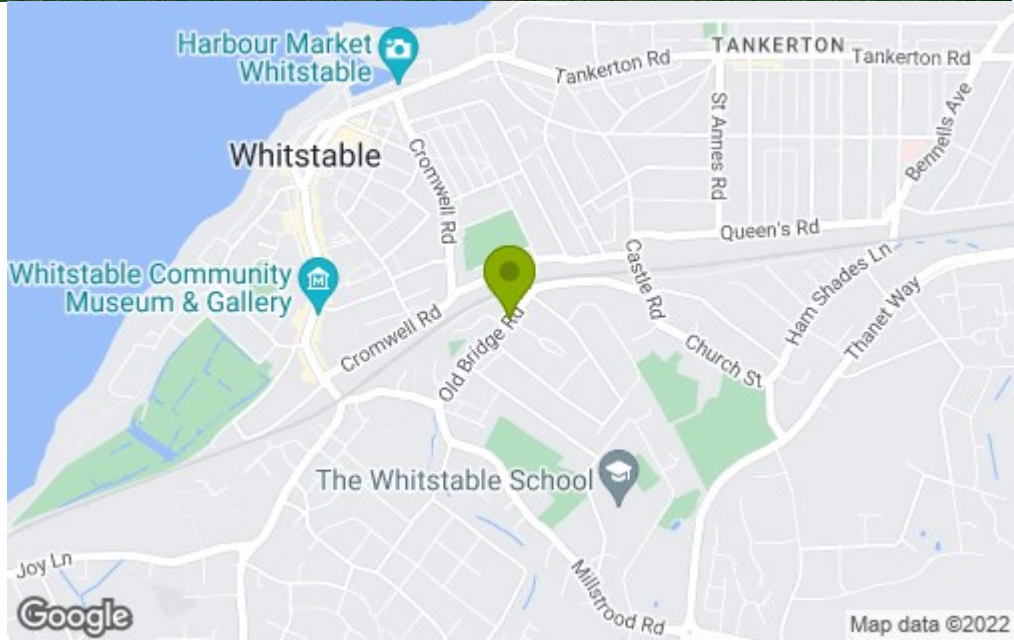 Harbour Market
Whitstable
TANKERTON
Tankerton Rd
Tankerton Rd
St Annes Rd
Bennells Ave
Whitstable
Cromwell Rd
Queen's Rd
Castle Rd
Ham Shades Ln
Thanet Way
Whitstable Community
Museum & Gallery
Cromwell Rd
Old Bridge Rd
Church St
The Whitstable School
Joy Ln
Millstrood Rd
Google
Map data ©2022